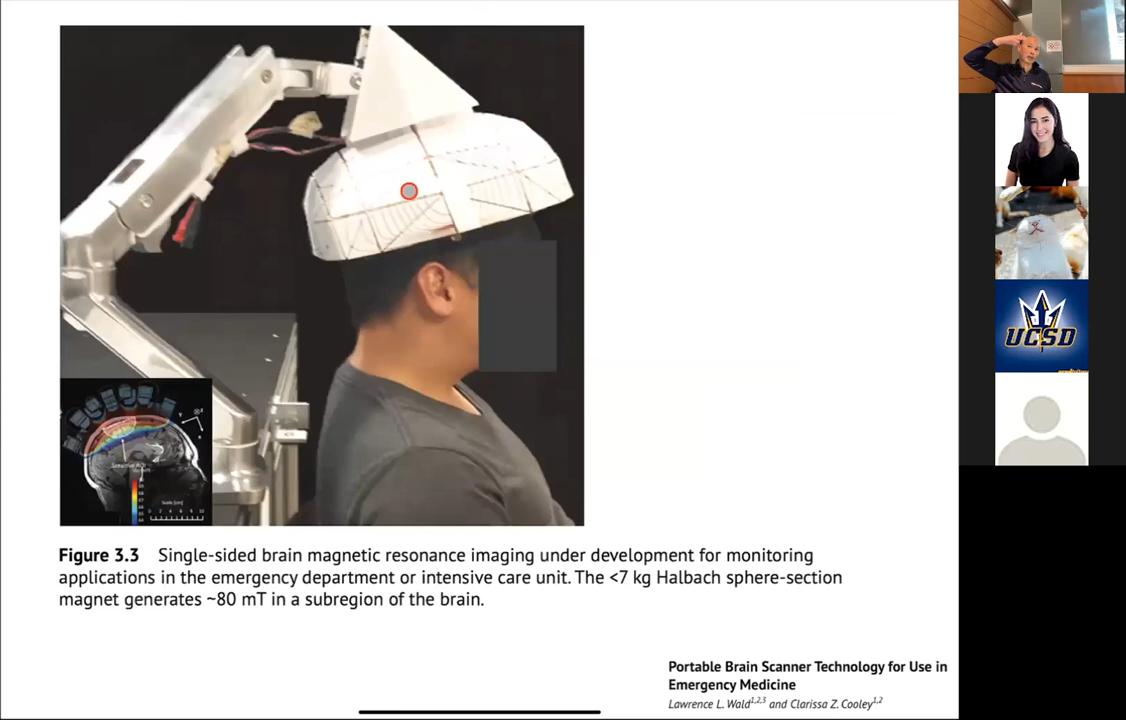 Figure 3.3 Single-sided brain magnetic resonance imaging under development for monitoring
applications in the emergency department or intensive care unit. The <7 kg Halbach sphere-section
magnet generates ~80 mT in a subregion of the brain.
Portable Brain Scanner Technology for Use in
Emergency Medicine
Lawrence L. Wald1,2,3 and Clarissa Z. Cooley1,2
UCSD